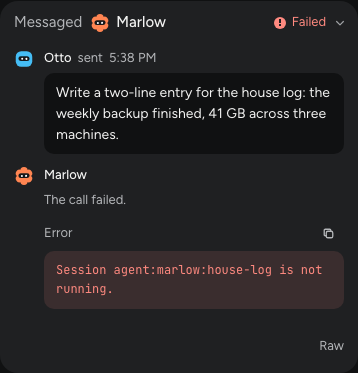 Messaged Marlow Failed
Otto sent 5:38 PM
Write a two-line entry for the house log: the
weekly backup finished, 41 GB across three
machines.
Marlow
The call failed.
Error
Session agent:marlow:house-log is not
running.
Raw